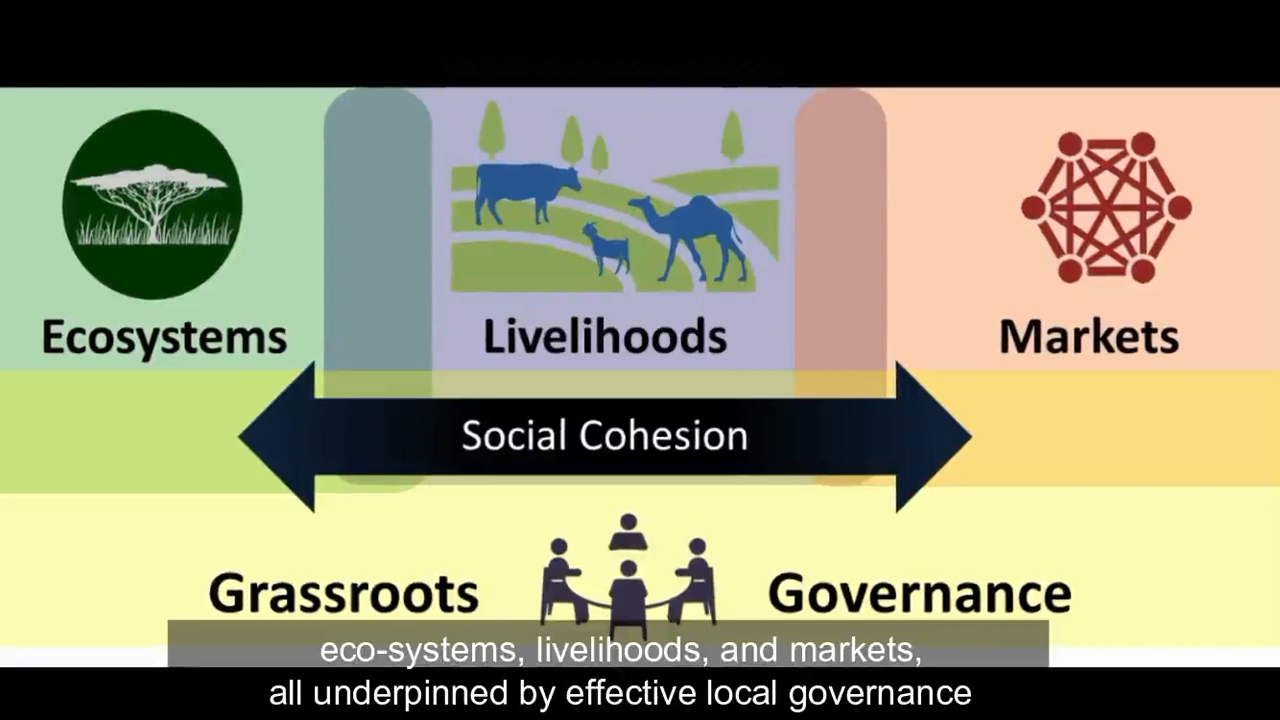 Ecosystems
Livelihoods
Markets
Social Cohesion
Grassroots
Governance
eco-systems, livelihoods, and markets,
all underpinned by effective local governance